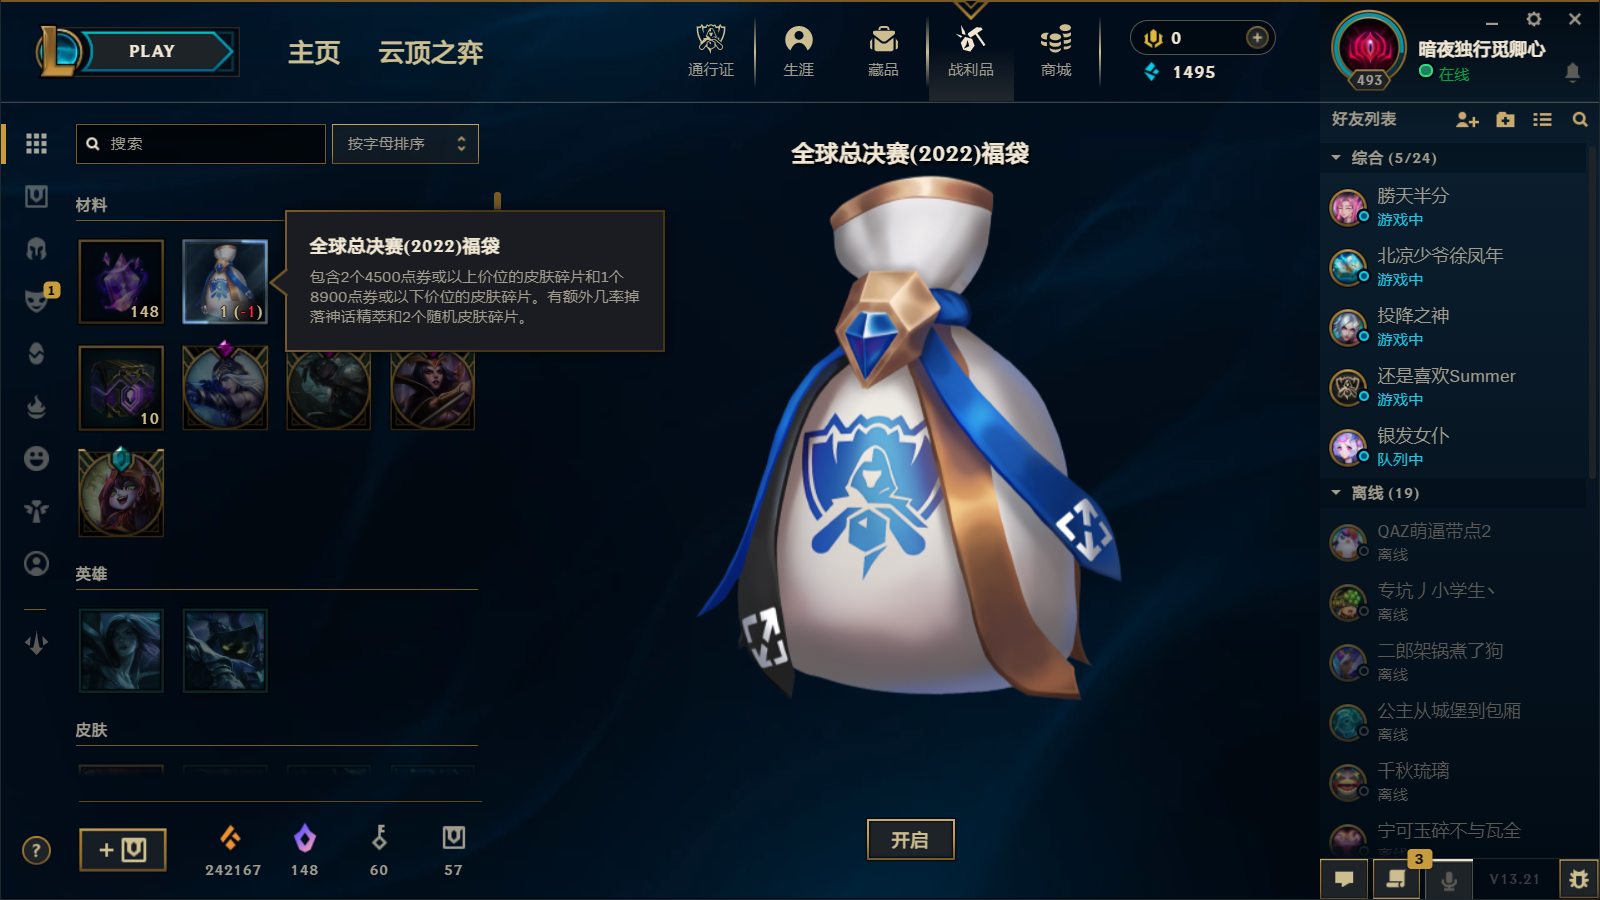 PLAY
主页
云顶之弈
通行证
生涯
藏品
战利品
商城
0
1495
493
暗夜独行觅卿心
在线
好友列表
综合 (5/24)
勝天半分
游戏中
北凉少爷徐凤年
游戏中
投降之神
游戏中
还是喜欢Summer
游戏中
银发女仆
队列中
离线 (19)
QAZ萌逼带点2
离线
专坑丿小学生丶
离线
二郎架锅煮了狗
离线
公主从城堡到包厢
离线
千秋琉璃
离线
宁可玉碎不与瓦全
离线
3
V13.21
搜索
按字母排序
1
材料
148
1 (-1)
10
全球总决赛(2022)福袋
包含2个4500点券或以上价位的皮肤碎片和1个
8900点券或以下价位的皮肤碎片。有额外几率掉
落神话精萃和2个随机皮肤碎片。
英雄
皮肤
?
+
242167
148
60
57
全球总决赛(2022)福袋
开启